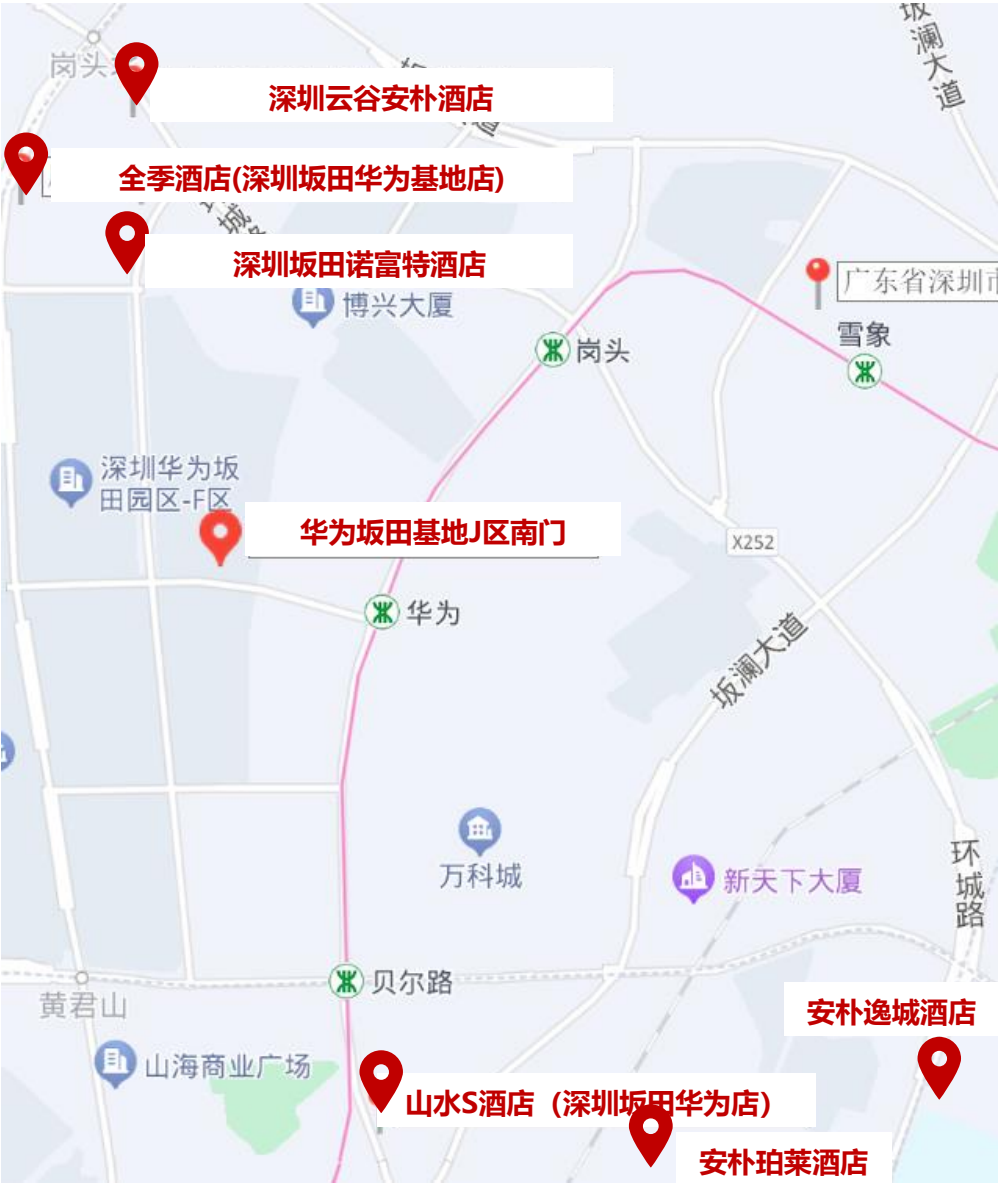 坂澜大道
岗头
深圳云谷安朴酒店
全季酒店(深圳坂田华为基地店)
深圳坂田诺富特酒店
博兴大厦
广东省深圳市
雪象
岗头
深圳华为坂
田园区-F区
华为坂田基地J区南门
X252
华为
坂澜大道
万科城
新天下大厦
环城路
贝尔路
黄君山
安朴逸城酒店
山海商业广场
山水S酒店（深圳坂田华为店）
安朴珀莱酒店